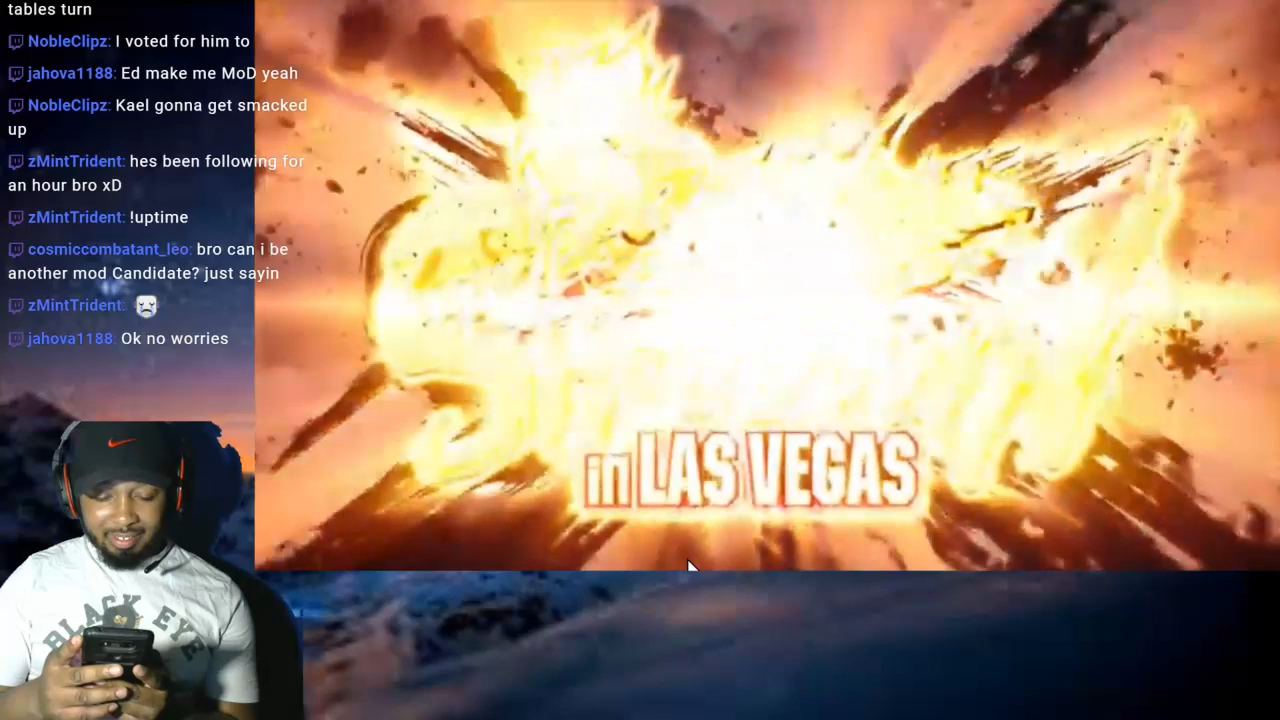 tables turn
NobleClipz: I voted for him to
jahova1188: Ed make me MoD yeah
NobleClipz: Kael gonna get smacked
up
zMintTrident: hes been following for
an hour bro xD
zMintTrident: !uptime
cosmiccombatant_leo: bro can i be
another mod Candidate? just sayin
zMintTrident:
jahova1188: Ok no worries
in LAS VEGAS
BLACK EYE